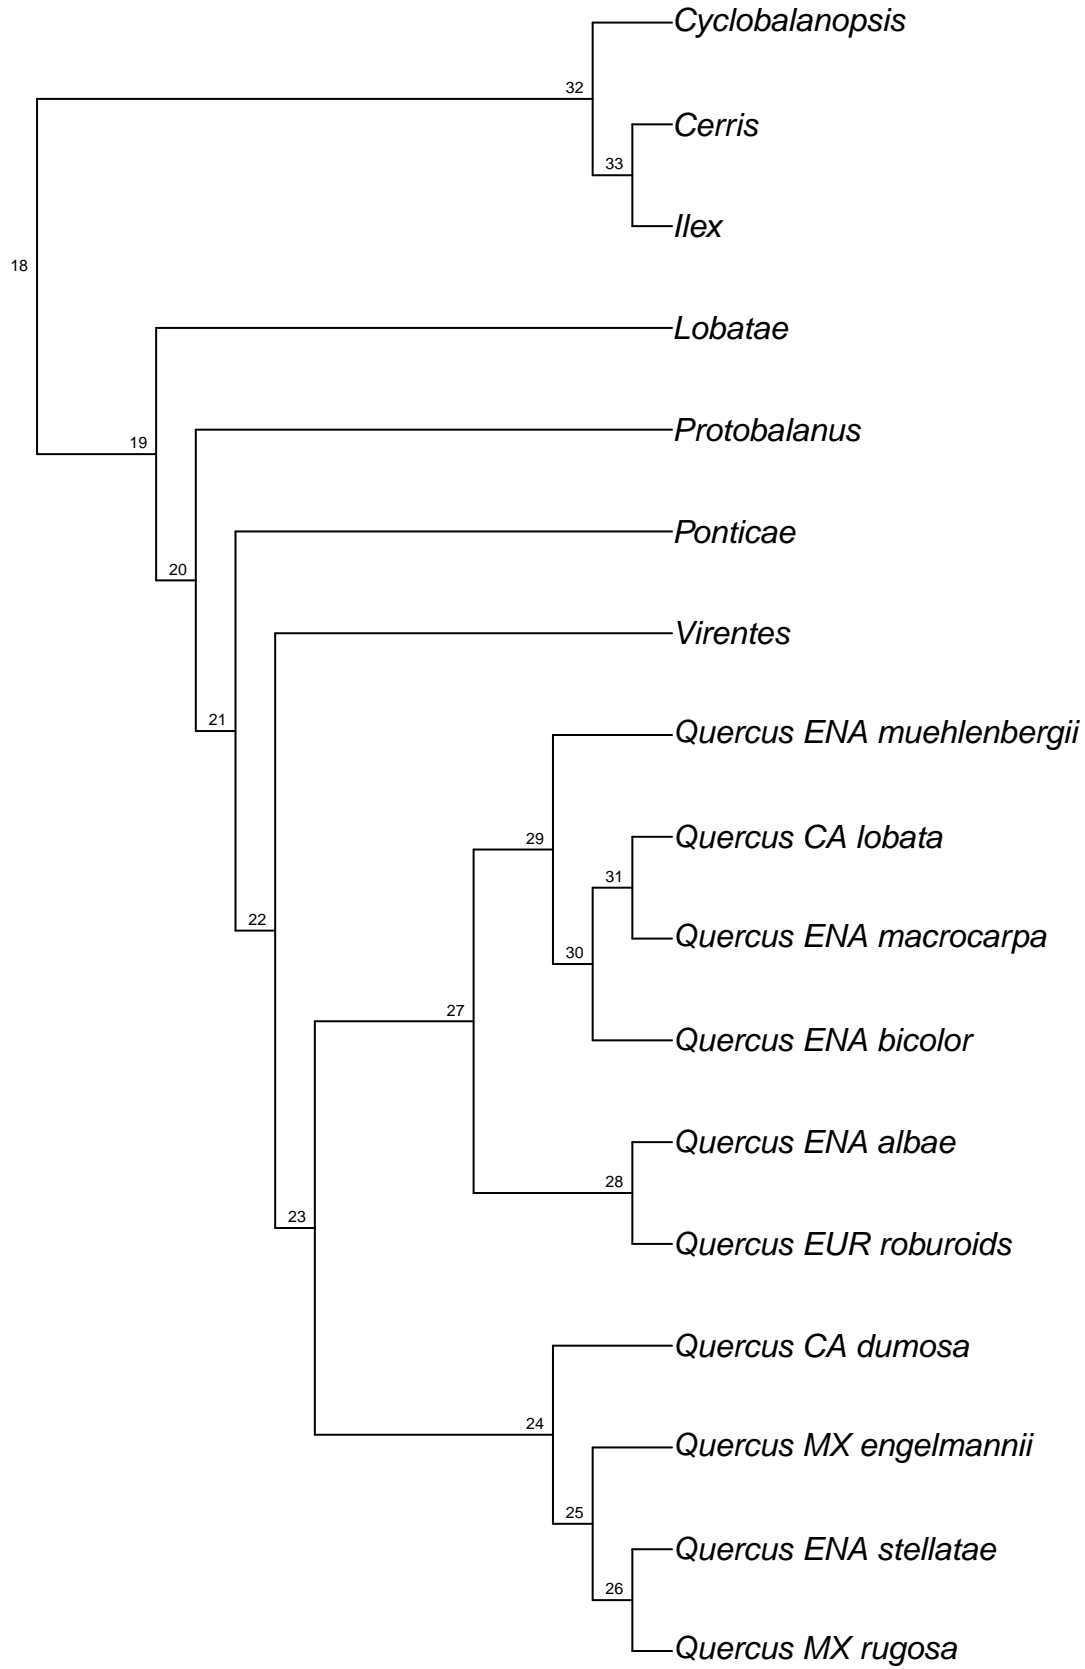 Cyclobalanopsis
32
Cerris
33
Ilex
18
Lobatae
Protobalanus
19
Ponticae
20
Virentes
21
Quercus ENA muehlenbergii
Quercus CA lobata
29
31
22
Quercus ENA macrocarpa
30
27
Quercus ENA bicolor
Quercus ENA albae
28
23
Quercus EUR roburoids
Quercus CA dumosa
24
Quercus MX engelmannii
25
Quercus ENA stellatae
26
Quercus MX rugosa